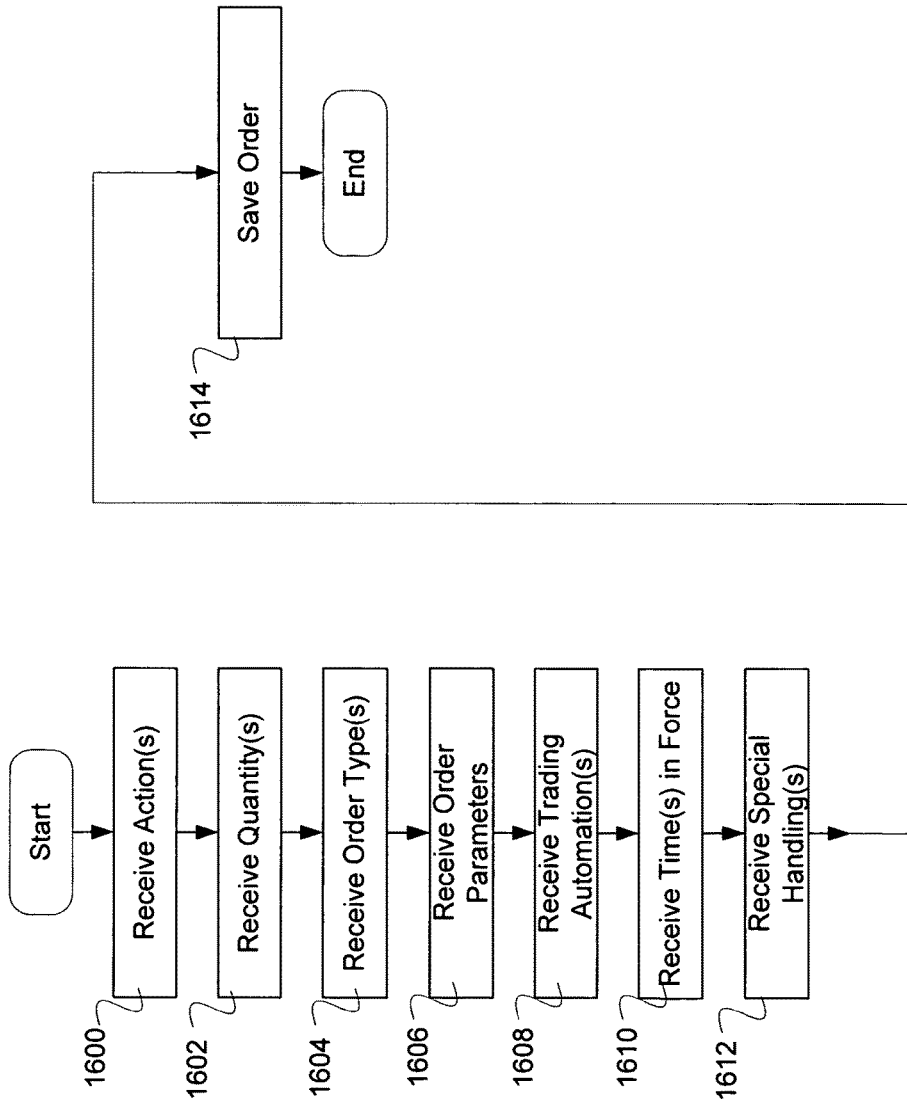 Start
1600
Receive Action(s)
1602
Receive Quantity(s)
1604
Receive Order Type(s)
1606
Receive Order
Parameters
1608
Receive Trading
Automation(s)
1610
Receive Time(s) in Force
1612
Receive Special
Handling(s)
1614
Save Order
End